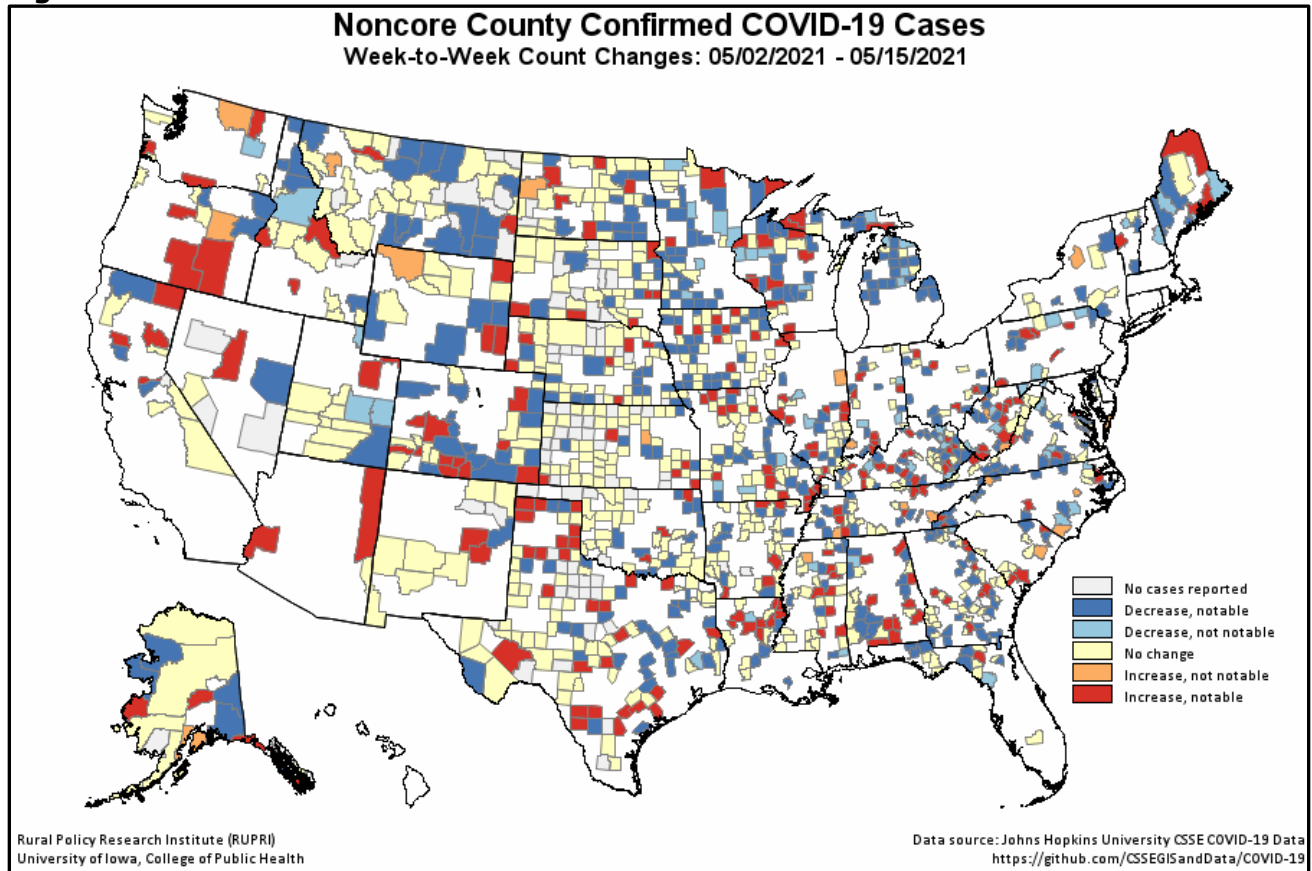 Noncore County Confirmed COVID-19 Cases
Week-to-Week Count Changes: 05/02/2021 - 05/15/2021
No cases reported
Decrease, notable
Decrease, not notable
No change
Increase, not notable
Increase, notable
Rural Policy Research Institute (RUPRI)
University of Iowa, College of Public Health
Data source: Johns Hopkins University CSSE COVID-19 Data
https://github.com/CSSEGISandData/COVID-19